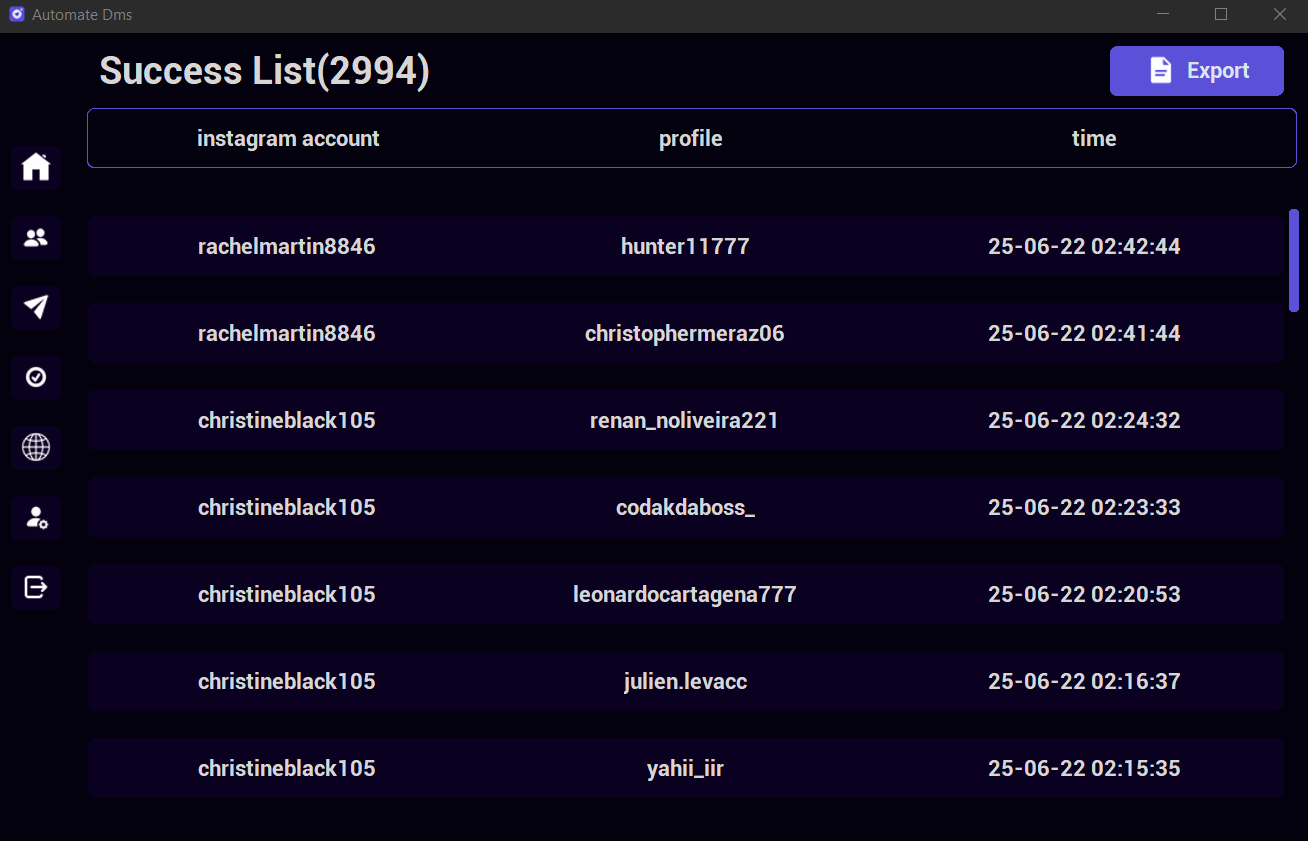 Automate Dms
Success List(2994)
Export
instagram account profile time
rachelmartin8846 hunter11777 25-06-22 02:42:44
rachelmartin8846 christophermeraz06 25-06-22 02:41:44
christineblack105 renan_noliveira221 25-06-22 02:24:32
christineblack105 codakdaboss_ 25-06-22 02:23:33
christineblack105 leonardocartagena777 25-06-22 02:20:53
christineblack105 julien.levacc 25-06-22 02:16:37
christineblack105 yahii_iir 25-06-22 02:15:35